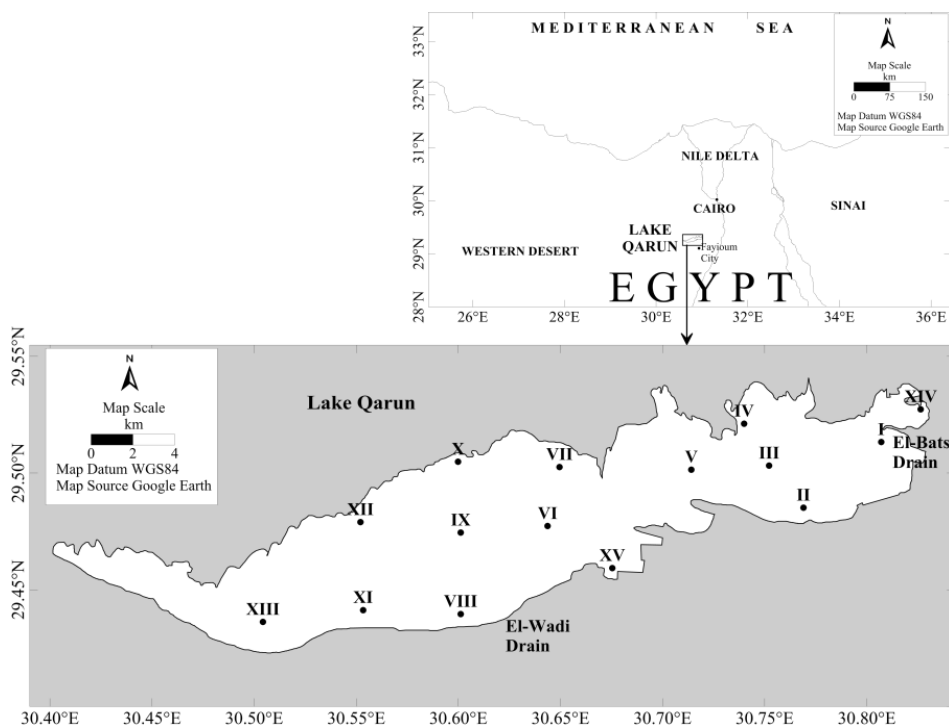 MEDITERRANEAN SEA
N
Map Scale
km
0 75 150
Map Datum WGS84
Map Source Google Earth
33°N
32°N
31°N
30°N
29°N
28°N
NILE DELTA
CAIRO
SINAI
LAKE
QARUN
Fayioum
City
WESTERN DESERT
EGYPT
26°E 28°E 30°E 32°E 34°E 36°E
29.55°N
29.50°N
29.45°N
N
Map Scale
km
0 2 4
Map Datum WGS84
Map Source Google Earth
Lake Qarun
XIV
IV
I
El-Bats
Drain
X
VII
V
III
II
XII
IX
VI
XV
XIII
XI
VIII
El-Wadi
Drain
30.40°E 30.45°E 30.50°E 30.55°E 30.60°E 30.65°E 30.70°E 30.75°E 30.80°E